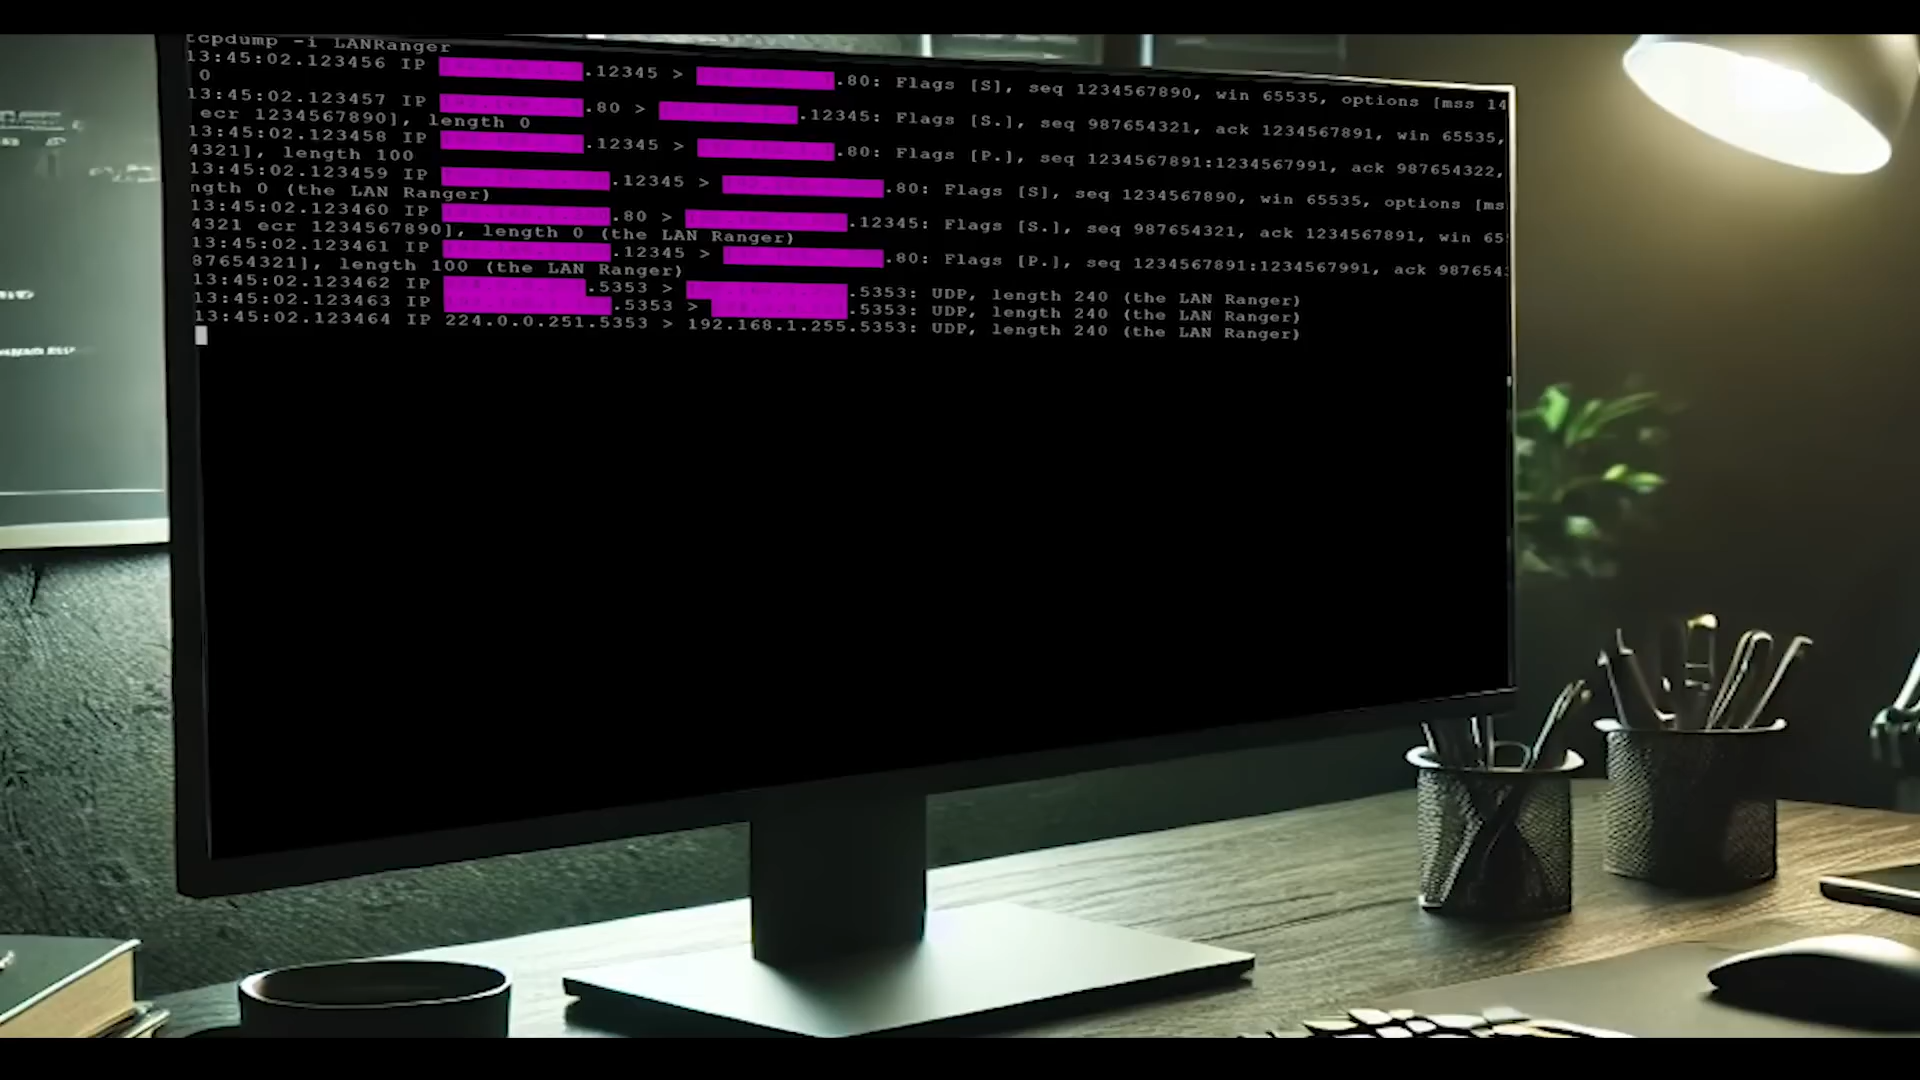 tcpdump -i LANRanger
13:45:02.123456 IP .12345 > .80: Flags [S], seq 1234567890, win 65535, options [mss 14
0
13:45:02.123457 IP .80 > .12345: Flags [S.], seq 987654321, ack 1234567891, win 65535,
ecr 1234567890], length 0
13:45:02.123458 IP .12345 > .80: Flags [P.], seq 1234567891:1234567991, ack 987654322,
4321], length 100
13:45:02.123459 IP .12345 > .80: Flags [S], seq 1234567890, win 65535, options [ms
ngth 0 (the LAN Ranger)
13:45:02.123460 IP .80 > .12345: Flags [S.], seq 987654321, ack 1234567891, win 65
4321 ecr 1234567890], length 0 (the LAN Ranger)
13:45:02.123461 IP .12345 > .80: Flags [P.], seq 1234567891:1234567991, ack 987654
87654321], length 100 (the LAN Ranger)
13:45:02.123462 IP .5353 > .5353: UDP, length 240 (the LAN Ranger)
13:45:02.123463 IP .5353 > .5353: UDP, length 240 (the LAN Ranger)
13:45:02.123464 IP 224.0.0.251.5353 > 192.168.1.255.5353: UDP, length 240 (the LAN Ranger)